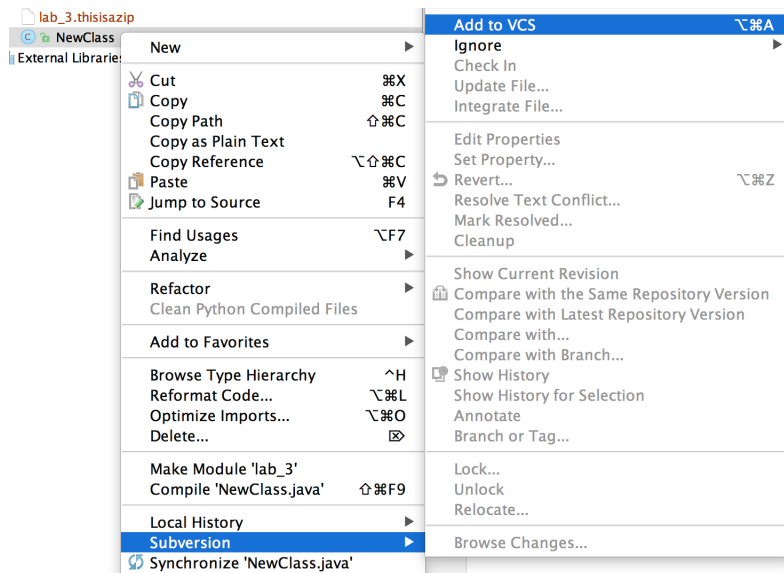 lab_3.thisisazip
NewClass
External Libraries
New
Cut ⌘X
Copy ⌘C
Copy Path ⇧⌘C
Copy as Plain Text
Copy Reference ⌥⇧⌘C
Paste ⌘V
Jump to Source F4
Find Usages ⌥F7
Analyze
Refactor
Clean Python Compiled Files
Add to Favorites
Browse Type Hierarchy ^H
Reformat Code... ⌥⌘L
Optimize Imports... ⌥⌘O
Delete... ⌦
Make Module 'lab_3'
Compile 'NewClass.java' ⇧⌘F9
Local History
Subversion
Synchronize 'NewClass.java'
Add to VCS ⌥⌘A
Ignore
Check In
Update File...
Integrate File...
Edit Properties
Set Property...
Revert... ⌥⌘Z
Resolve Text Conflict...
Mark Resolved...
Cleanup
Show Current Revision
Compare with the Same Repository Version
Compare with Latest Repository Version
Compare with...
Compare with Branch...
Show History
Show History for Selection
Annotate
Branch or Tag...
Lock...
Unlock
Relocate...
Browse Changes...